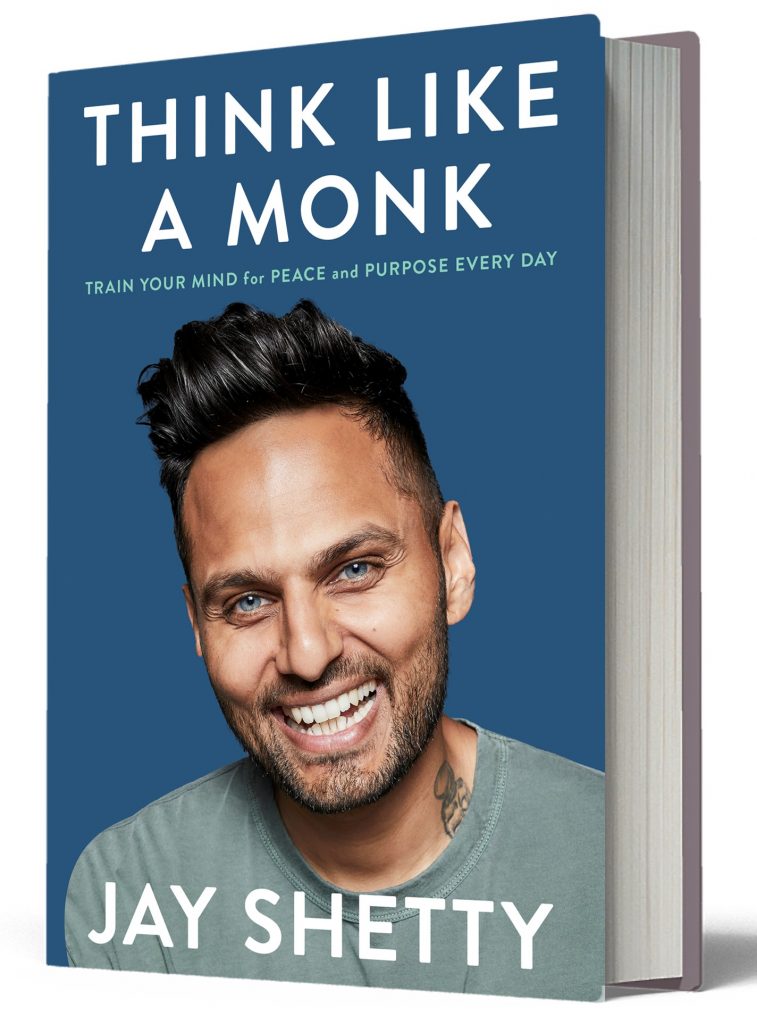 THINK LIKE
A MONK
TRAIN YOUR MIND for PEACE and PURPOSE EVERY DAY
JAY SHETTY